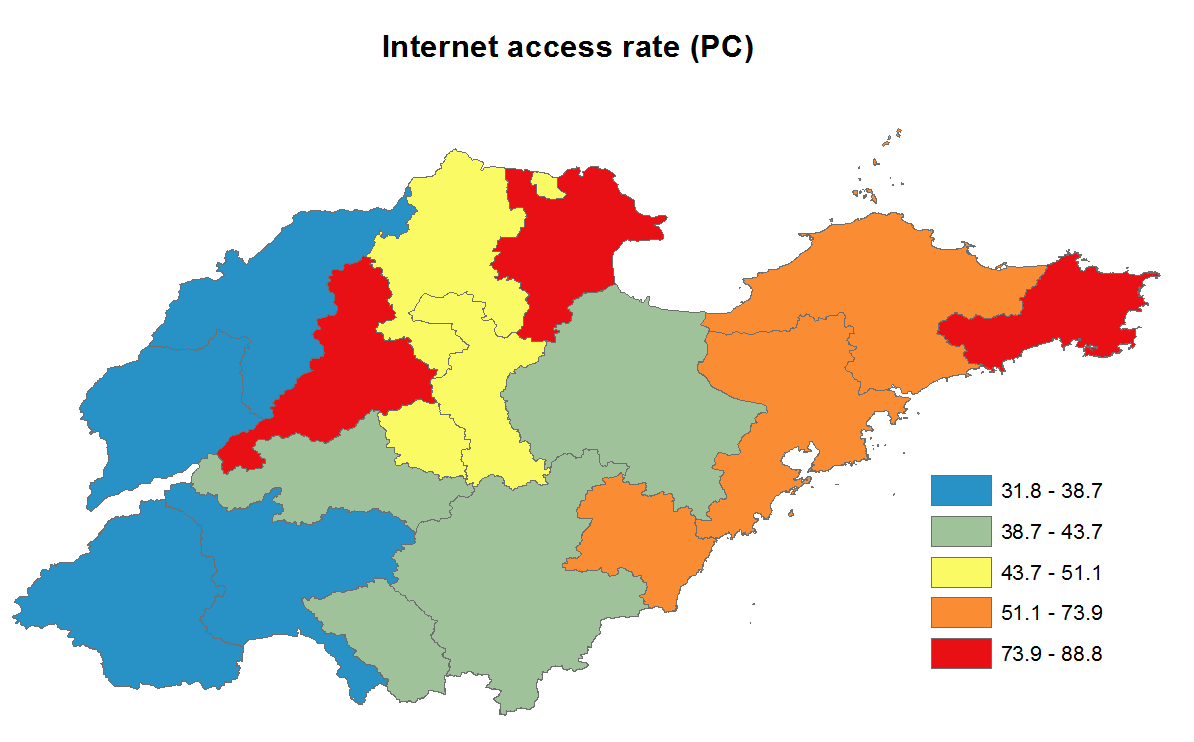 Internet access rate (PC)
31.8 - 38.7
38.7 - 43.7
43.7 - 51.1
51.1 - 73.9
73.9 - 88.8